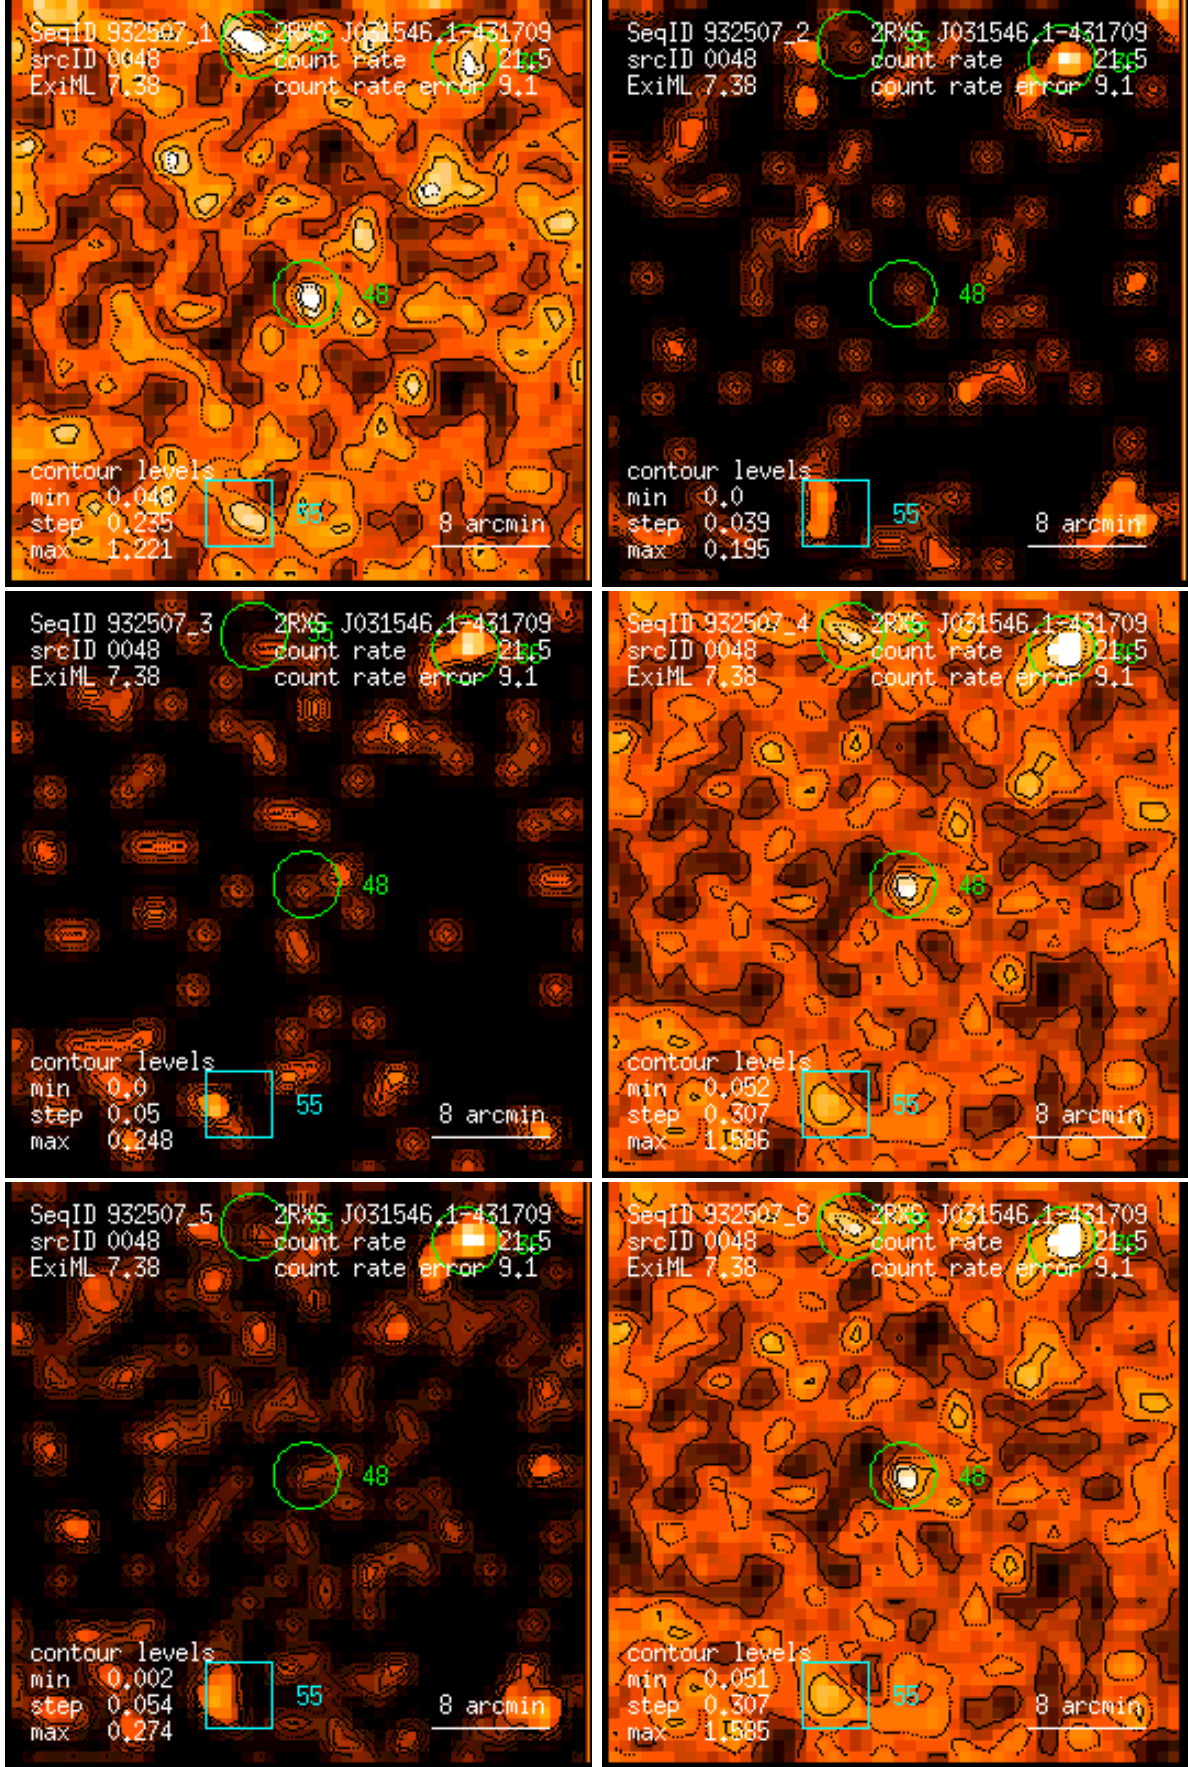 SeqID 932507_1 2RXS J031546.1-431709
srcID 0048 count rate 21.5
ExiML 7.38 count rate error 9.1
48
contour levels
min 0.048
step 0.235
max 1.221
55
8 arcmin
SeqID 932507_2 2RXS J031546.1-431709
srcID 0048 count rate 21.5
ExiML 7.38 count rate error 9.1
48
contour levels
min 0.0
step 0.039
max 0.195
55
8 arcmin
SeqID 932507_3 2RXS J031546.1-431709
srcID 0048 count rate 21.5
ExiML 7.38 count rate error 9.1
48
contour levels
min 0.0
step 0.05
max 0.248
55
8 arcmin
SeqID 932507_4 2RXS J031546.1-431709
srcID 0048 count rate 21.5
ExiML 7.38 count rate error 9.1
48
contour levels
min 0.052
step 0.307
max 1.586
55
8 arcmin
SeqID 932507_5 2RXS J031546.1-431709
srcID 0048 count rate 21.5
ExiML 7.38 count rate error 9.1
48
contour levels
min 0.002
step 0.054
max 0.274
55
8 arcmin
SeqID 932507_6 2RXS J031546.1-431709
srcID 0048 count rate 21.5
ExiML 7.38 count rate error 9.1
48
contour levels
min 0.051
step 0.307
max 1.585
55
8 arcmin